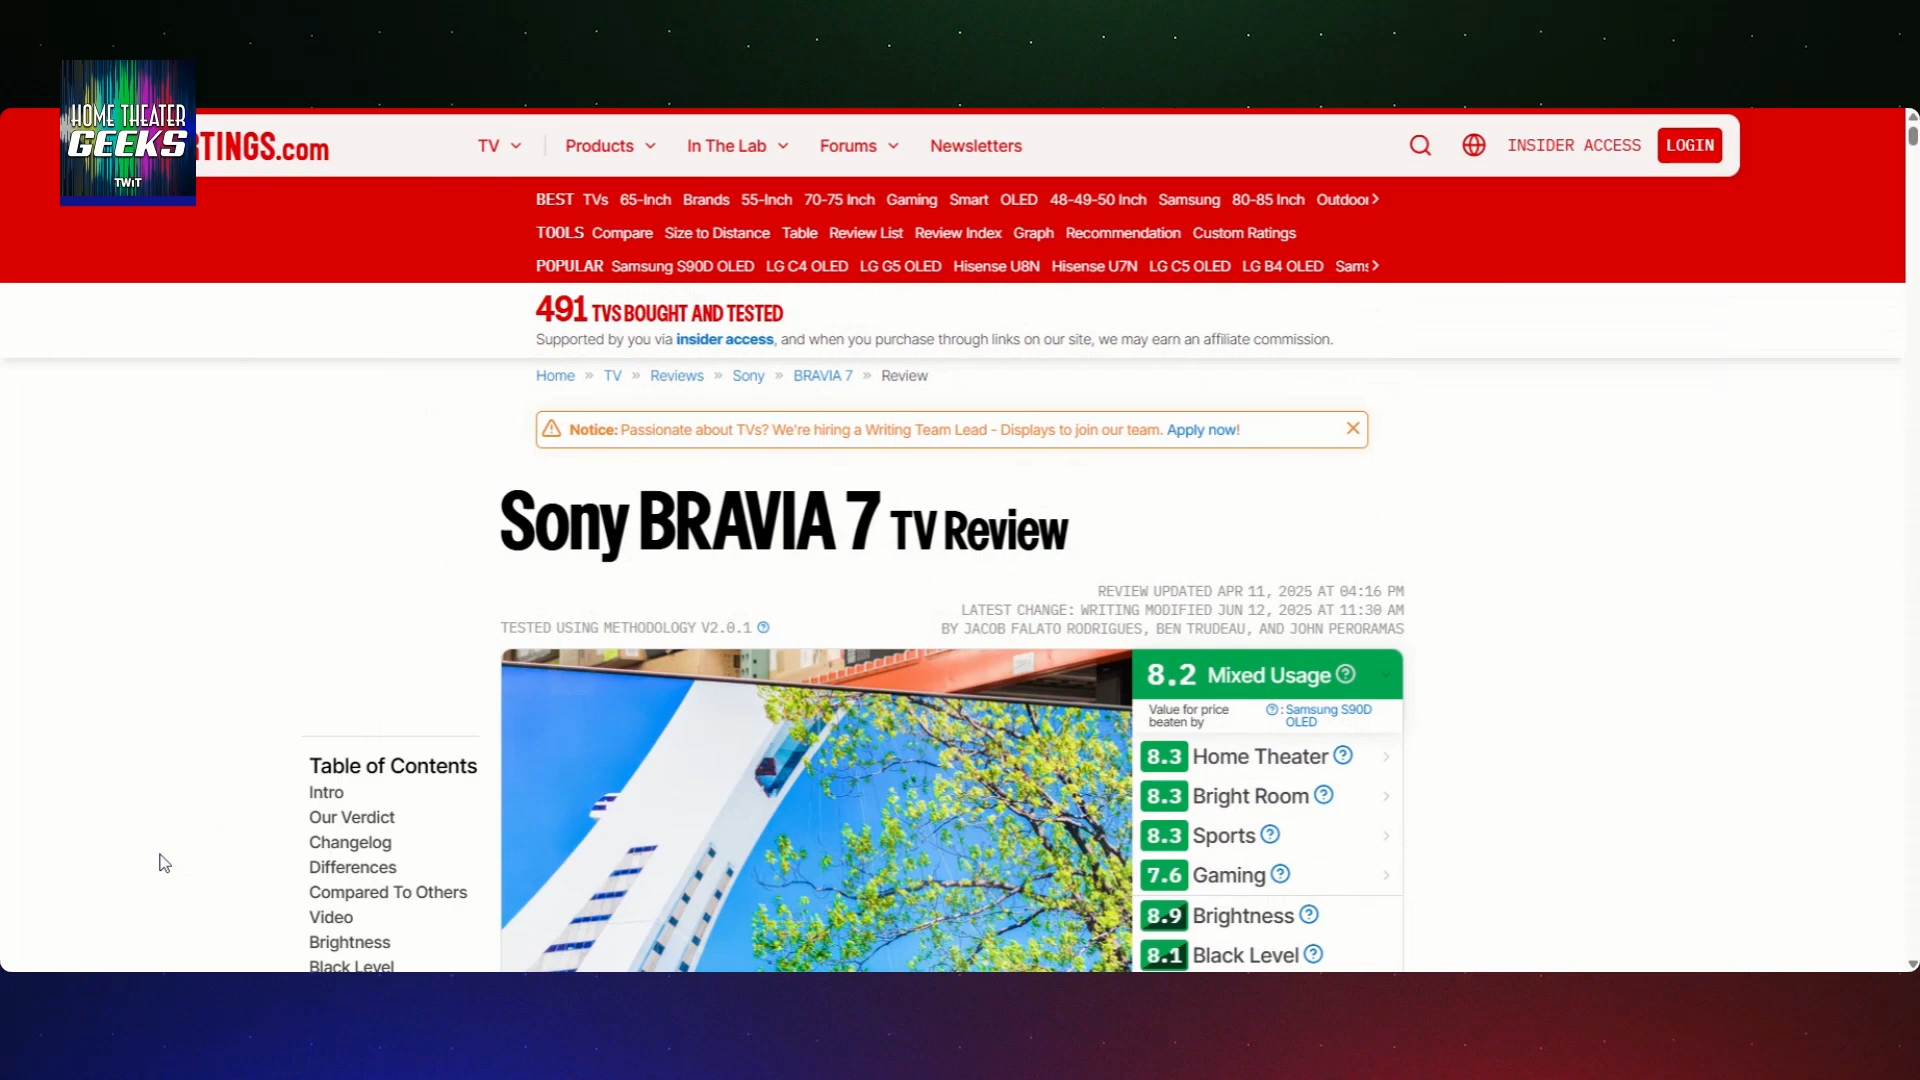 HOME THEATER
GEEKS
TWiT
RTINGS.com
TV
Products
In The Lab
Forums
Newsletters
INSIDER ACCESS
LOGIN
BEST TVs 65-Inch Brands 55-Inch 70-75 Inch Gaming Smart OLED 48-49-50 Inch Samsung 80-85 Inch Outdoor
TOOLS Compare Size to Distance Table Review List Review Index Graph Recommendation Custom Ratings
POPULAR Samsung S90D OLED LG C4 OLED LG G5 OLED Hisense U8N Hisense U7N LG C5 OLED LG B4 OLED Sams
491 TVS BOUGHT AND TESTED
Supported by you via insider access, and when you purchase through links on our site, we may earn an affiliate commission.
Home » TV » Reviews » Sony » BRAVIA 7 » Review
Notice: Passionate about TVs? We're hiring a Writing Team Lead - Displays to join our team. Apply now!
Sony BRAVIA 7 TV Review
REVIEW UPDATED APR 11, 2025 AT 04:16 PM
LATEST CHANGE: WRITING MODIFIED JUN 12, 2025 AT 11:30 AM
TESTED USING METHODOLOGY V2.0.1
BY JACOB FALATO RODRIGUES, BEN TRUDEAU, AND JOHN PERORAMAS
8.2 Mixed Usage
Value for price
beaten by
: Samsung S90D
OLED
8.3 Home Theater
8.3 Bright Room
8.3 Sports
7.6 Gaming
8.9 Brightness
8.1 Black Level
Table of Contents
Intro
Our Verdict
Changelog
Differences
Compared To Others
Video
Brightness
Black Level